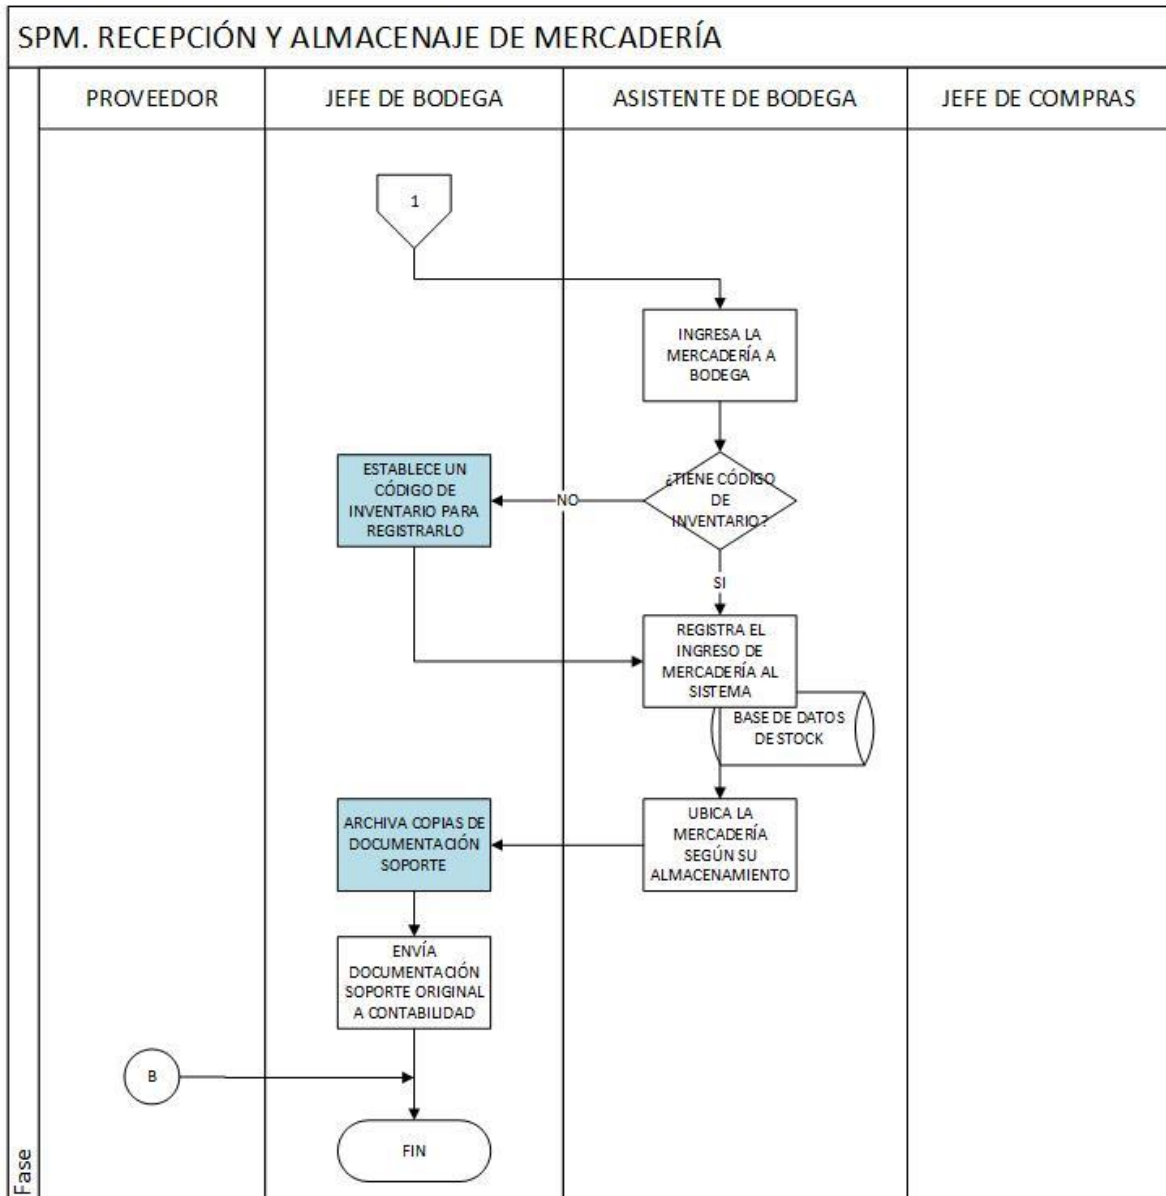 SPM. RECEPCIÓN Y ALMACENAJE DE MERCADERÍA
PROVEEDOR
JEFE DE BODEGA
ASISTENTE DE BODEGA
JEFE DE COMPRAS
1
INGRESA LA
MERCADERÍA A
BODEGA
¿TIENE CÓDIGO
DE
INVENTARIO?
NO
ESTABLECE UN
CÓDIGO DE
INVENTARIO PARA
REGISTRARLO
SI
REGISTRA EL
INGRESO DE
MERCADERÍA AL
SISTEMA
BASE DE DATOS
DE STOCK
UBICA LA
MERCADERÍA
SEGÚN SU
ALMACENAMIENTO
ARCHIVA COPIAS DE
DOCUMENTACIÓN
SOPORTE
ENVÍA
DOCUMENTACIÓN
SOPORTE ORIGINAL
A CONTABILIDAD
B
FIN
Fase